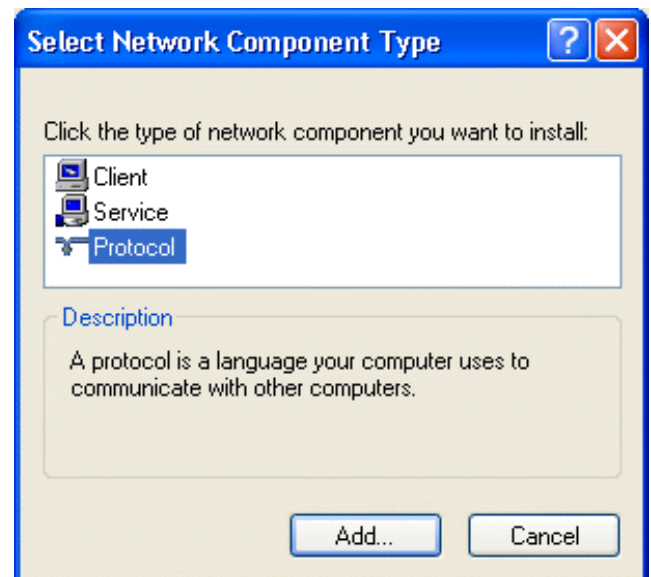 Select Network Component Type
Click the type of network component you want to install:
Client
Service
Protocol
Description
A protocol is a language your computer uses to
communicate with other computers.
Add... Cancel